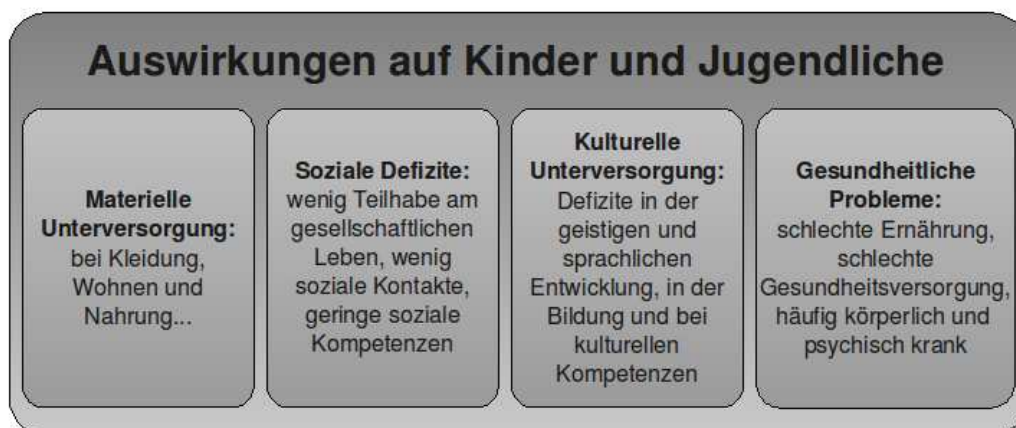 Auswirkungen auf Kinder und Jugendliche
Materielle
Unterversorgung:
bei Kleidung,
Wohnen und
Nahrung...
Soziale Defizite:
wenig Teilhabe am
gesellschaftlichen
Leben, wenig
soziale Kontakte,
geringe soziale
Kompetenzen
Kulturelle
Unterversorgung:
Defizite in der
geistigen und
sprachlichen
Entwicklung, in der
Bildung und bei
kulturellen
Kompetenzen
Gesundheitliche
Probleme:
schlechte Ernährung,
schlechte
Gesundheitsversorgung,
häufig körperlich und
psychisch krank